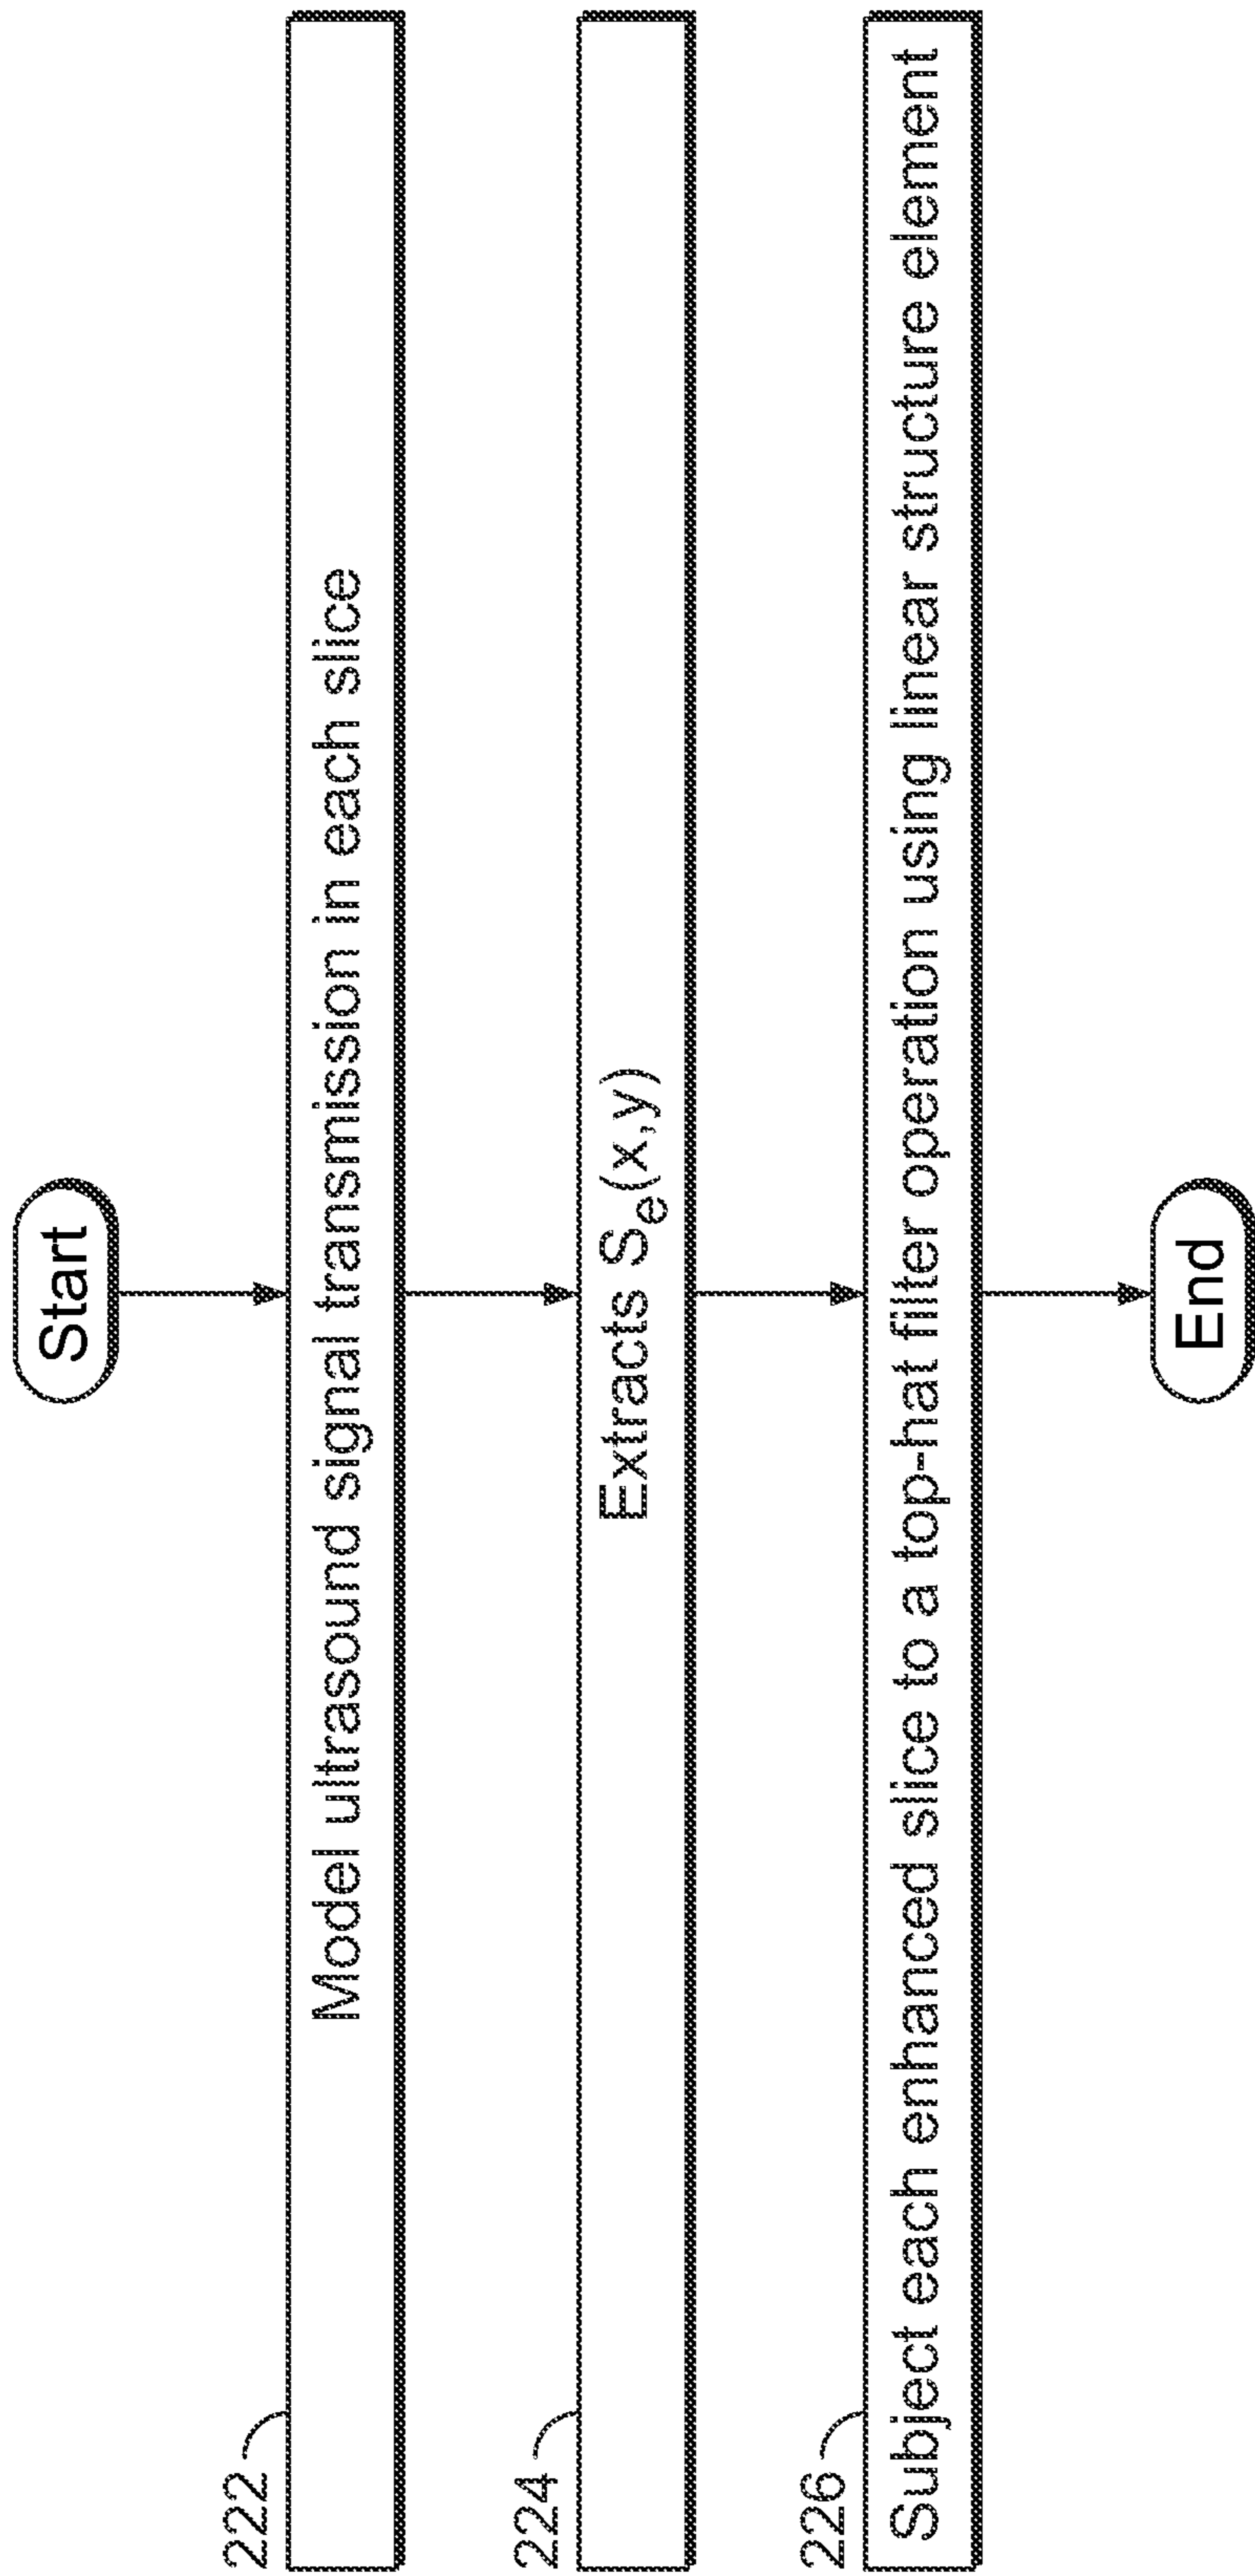 Start
222
Model ultrasound signal transmission in each slice
224
Extracts Se(x,y)
226
Subject each enhanced slice to a top-hat filter operation using linear structure element
End